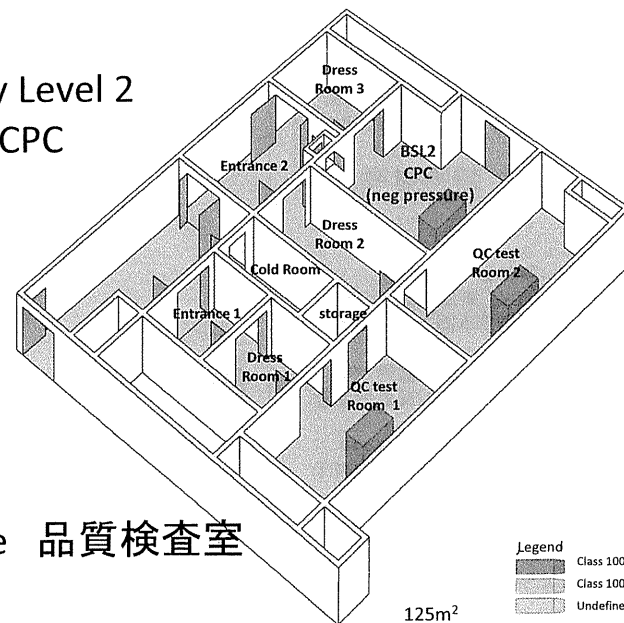 y Level 2
CPC
Dress
Room 3
Entrance 2
BSL2
CPC
(neg pressure)
Dress
Room 2
QC test
Room 2
Cold Room
Entrance 1
storage
Dress
Room 1
QC test
Room 1
e 品質検査室
125m²
Legend
Class 100
Class 100
Undefine